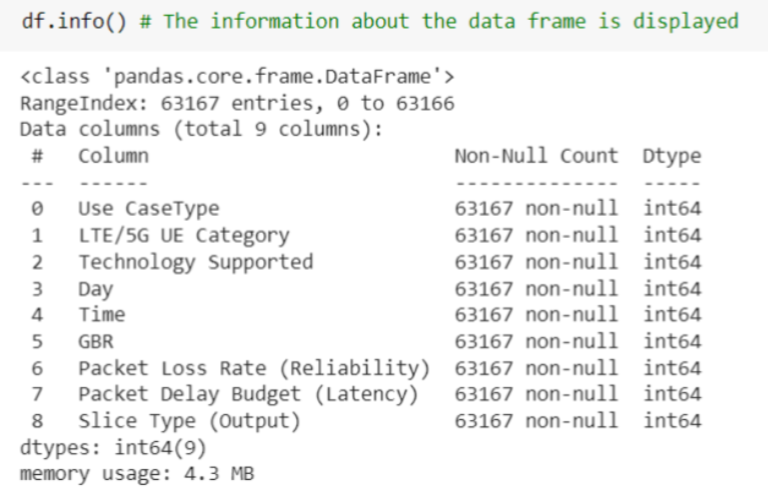 df.info() # The information about the data frame is displayed
<class 'pandas.core.frame.DataFrame'>
RangeIndex: 63167 entries, 0 to 63166
Data columns (total 9 columns):
 #   Column                         Non-Null Count  Dtype
---  ------                         --------------  -----
 0   Use CaseType                   63167 non-null  int64
 1   LTE/5G UE Category             63167 non-null  int64
 2   Technology Supported           63167 non-null  int64
 3   Day                            63167 non-null  int64
 4   Time                           63167 non-null  int64
 5   GBR                            63167 non-null  int64
 6   Packet Loss Rate (Reliability) 63167 non-null  int64
 7   Packet Delay Budget (Latency)  63167 non-null  int64
 8   Slice Type (Output)            63167 non-null  int64
dtypes: int64(9)
memory usage: 4.3 MB